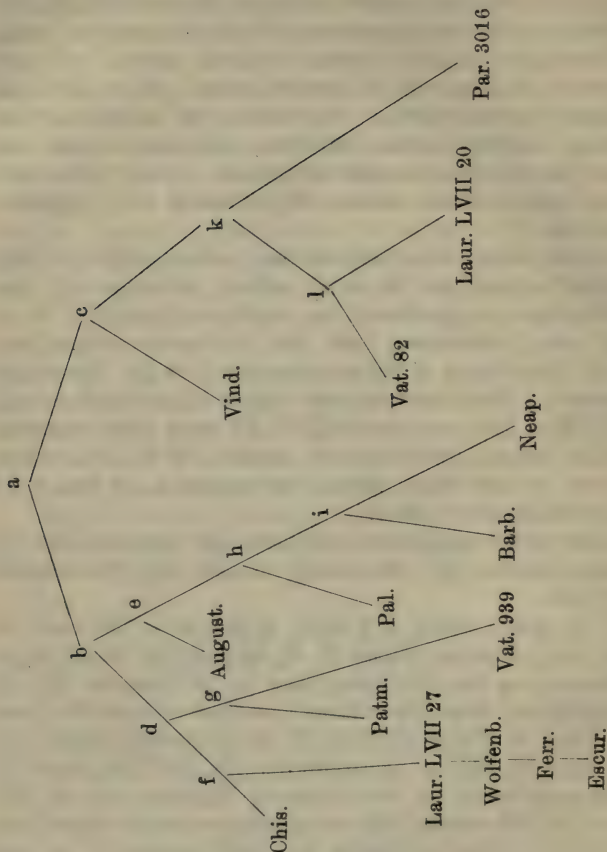 a
b
c
d
e
k
f
g
h
l
i
Chis.
August.
Vind.
Patm.
Pal.
Vat. 82
Laur. LVII 20
Par. 3016
Laur. LVII 27
Vat. 939
Barb.
Neap.
Wolfenb.
Ferr.
Escur.